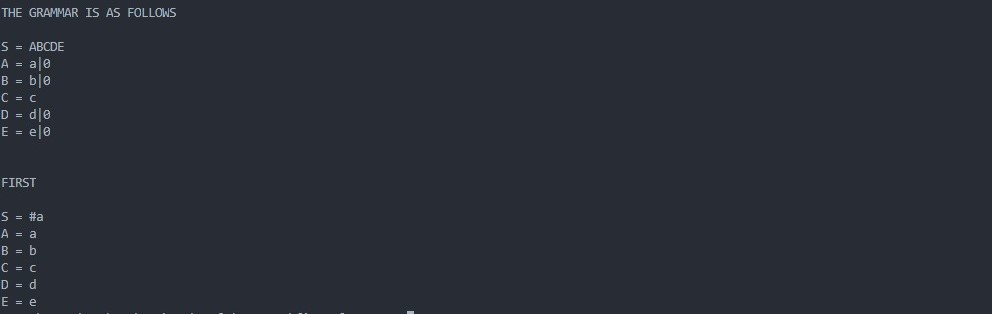 THE GRAMMAR IS AS FOLLOWS
S = ABCDE
A = a|0
B = b|0
C = c
D = d|0
E = e|0
FIRST
S = #a
A = a
B = b
C = c
D = d
E = e